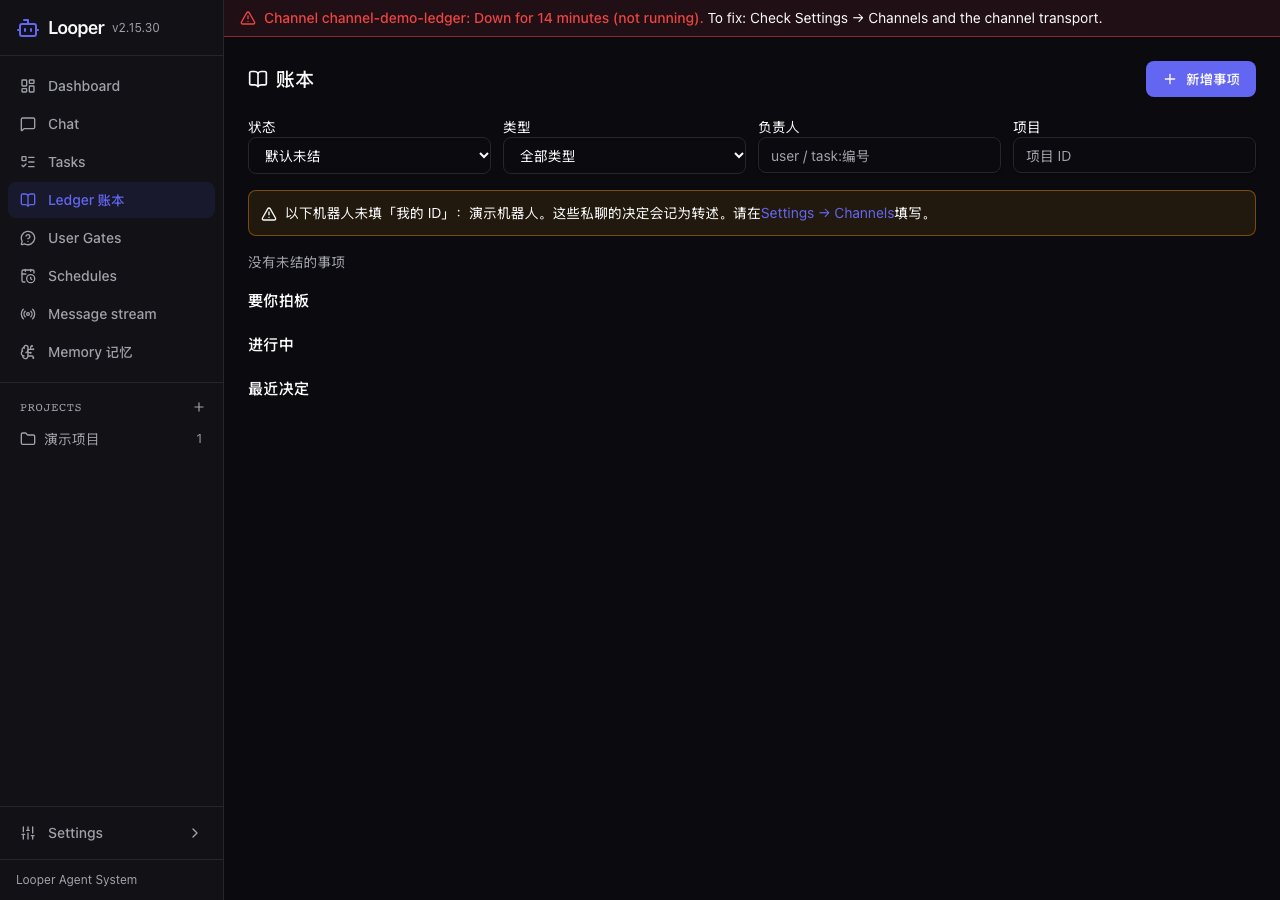 Looper v2.15.30
Channel channel-demo-ledger: Down for 14 minutes (not running). To fix: Check Settings → Channels and the channel transport.
Dashboard
Chat
Tasks
Ledger 账本
User Gates
Schedules
Message stream
Memory 记忆
PROJECTS
演示项目 1
Settings
Looper Agent System
账本
新增事项
状态 类型 负责人 项目
默认未结 全部类型 user / task:编号 项目 ID
以下机器人未填「我的 ID」：演示机器人。这些私聊的决定会记为转述。请在Settings → Channels填写。
没有未结的事项
要你拍板
进行中
最近决定